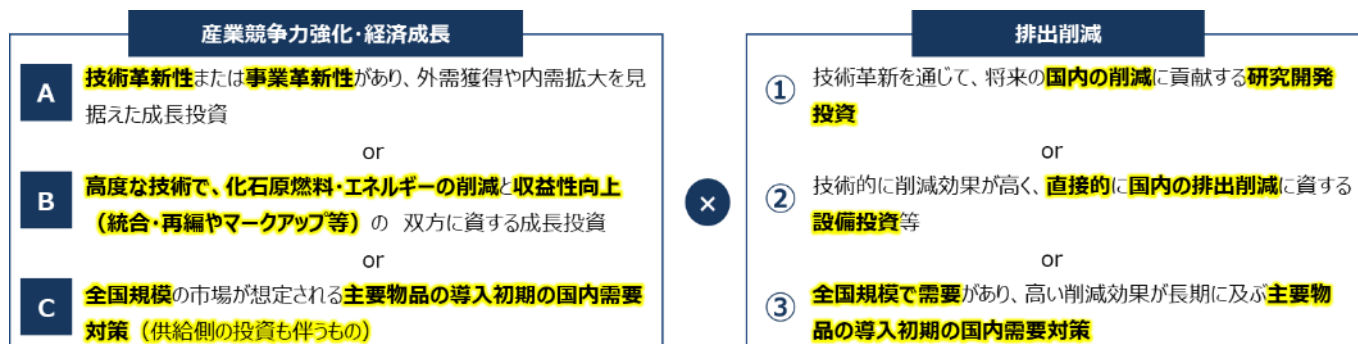 産業競争力強化・経済成長
A
技術革新性または事業革新性があり、外需獲得や内需拡大を見
据えた成長投資
or
B
高度な技術で、化石原燃料・エネルギーの削減と収益性向上
（統合・再編やマークアップ等）の 双方に資する成長投資
or
C
全国規模の市場が想定される主要物品の導入初期の国内需要
対策（供給側の投資も伴うもの）
×
排出削減
①
技術革新を通じて、将来の国内の削減に貢献する研究開発
投資
or
②
技術的に削減効果が高く、直接的に国内の排出削減に資する
設備投資等
or
③
全国規模で需要があり、高い削減効果が長期に及ぶ主要物
品の導入初期の国内需要対策